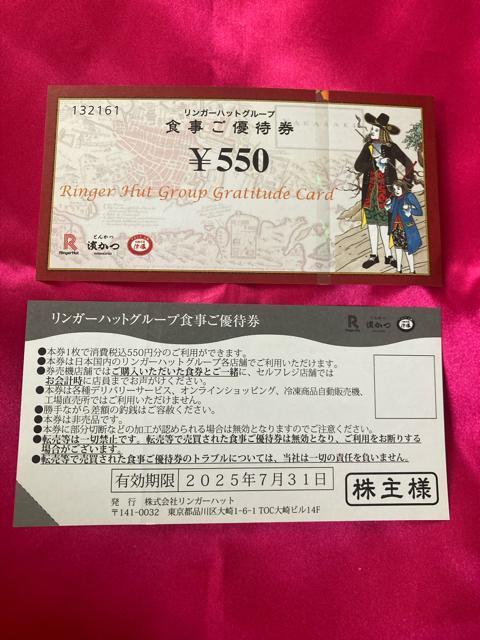 132161
リンガーハットグループ
食事ご優待券
￥550
Ringer Hut Group Gratitude Card
R
RingerHut
とんかつ
濵かつ
リンガーハットグループ食事ご優待券
R
RingerHut
とんかつ
濵かつ
●本券1枚で消費税込550円分のご利用ができます。
●本券は日本国内のリンガーハットグループ各店舗でご利用いただけます。
●券売機店舗ではご購入いただいた食券とご一緒に、セルフレジ店舗では
お会計時に店員までお声がけください。
●本券は各種デリバリーサービス、オンラインショッピング、冷凍商品自動販売機、
工場直売所ではご利用いただけません。
●勝手ながら差額の釣銭はご容赦ください。
●本券は非売品です。
●本券に部分切断などの加工が認められる場合は無効となりますのでご注意ください。
●転売等は一切禁止です。転売等で売買された食事ご優待券は無効となり、ご利用をお断りする
場合がございます。
●転売等で売買された食事ご優待券のトラブルについては、当社は一切の責任を負いません。
有効期限 2025年7月31日
株主様
発行 株式会社リンガーハット
〒141-0032 東京都品川区大崎1-6-1 TOC大崎ビル14F